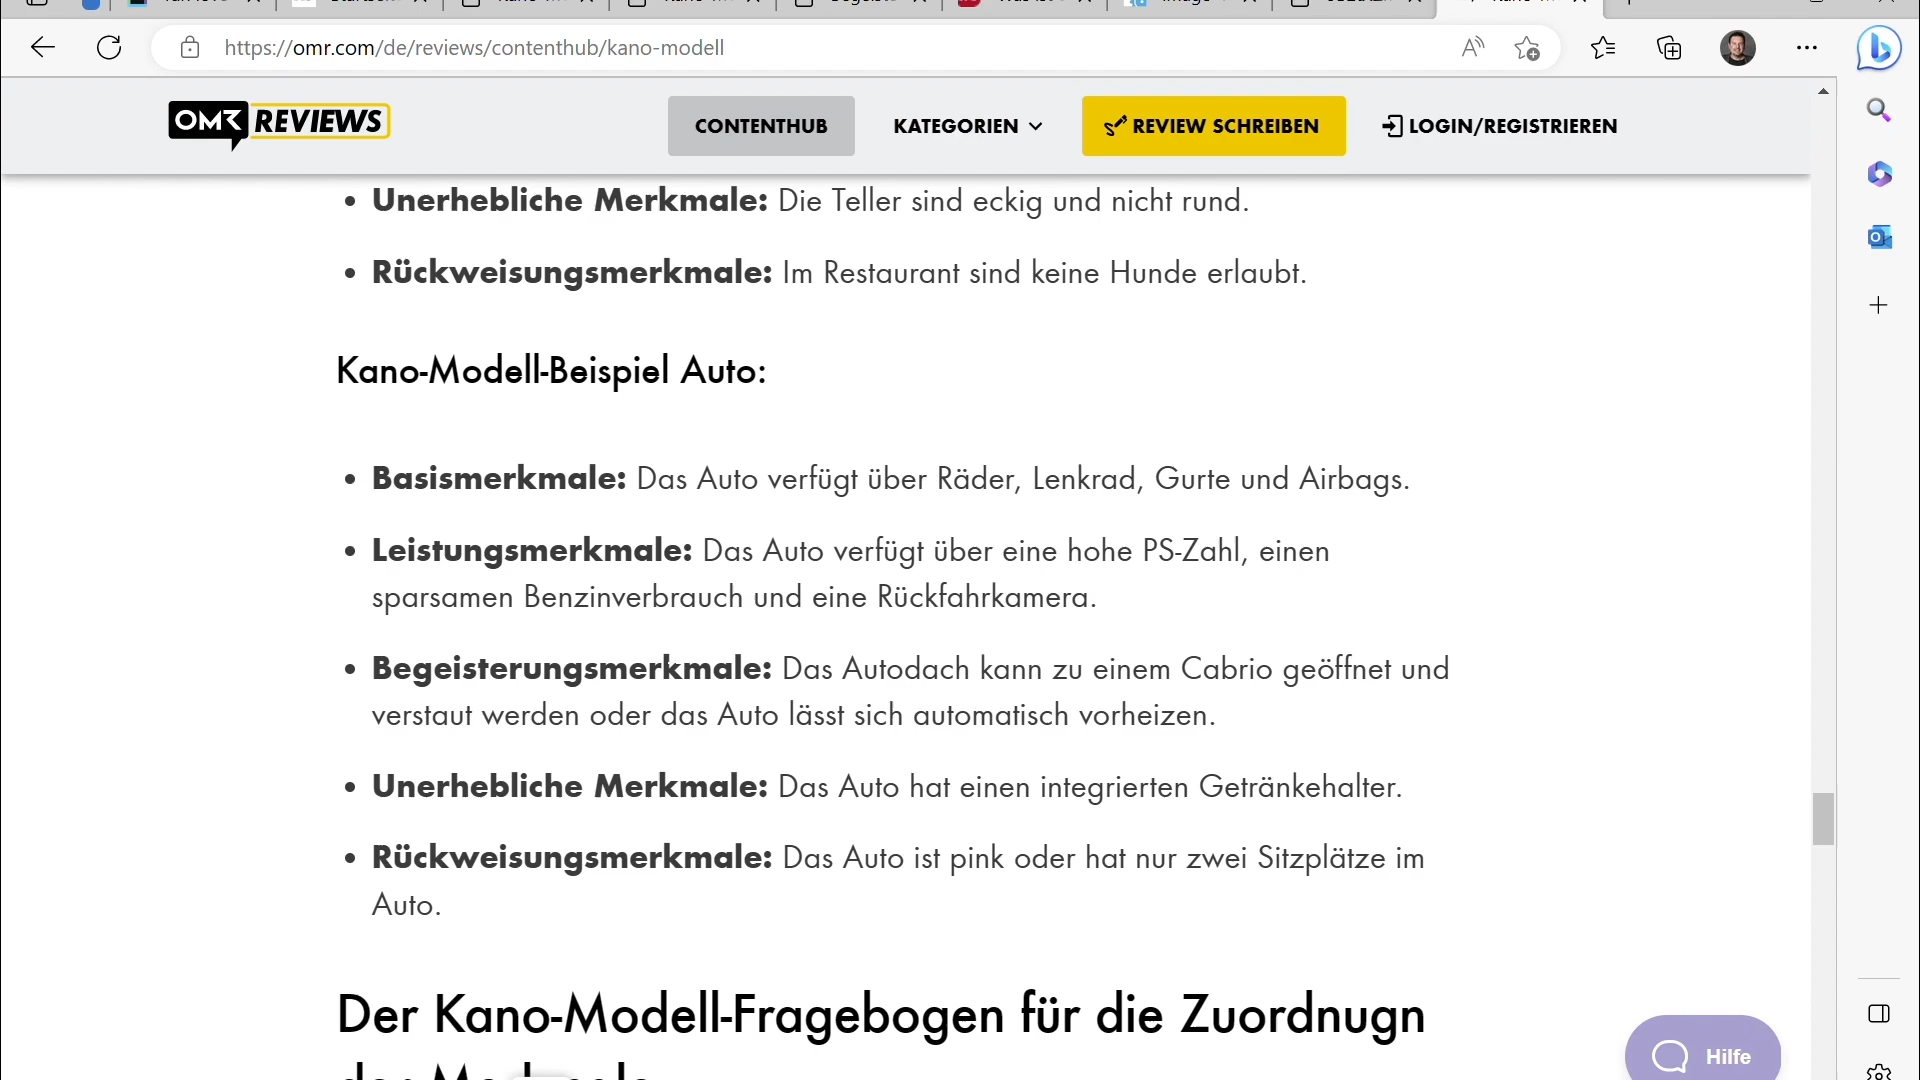 https://omr.com/de/reviews/contenthub/kano-modell
OMR REVIEWS
CONTENTHUB
KATEGORIEN
REVIEW SCHREIBEN
LOGIN/REGISTRIEREN
• Unerhebliche Merkmale: Die Teller sind eckig und nicht rund.
• Rückweisungsmerkmale: Im Restaurant sind keine Hunde erlaubt.
Kano-Modell-Beispiel Auto:
• Basismerkmale: Das Auto verfügt über Räder, Lenkrad, Gurte und Airbags.
• Leistungsmerkmale: Das Auto verfügt über eine hohe PS-Zahl, einen
sparsamen Benzinverbrauch und eine Rückfahrkamera.
• Begeisterungsmerkmale: Das Autodach kann zu einem Cabrio geöffnet und
verstaut werden oder das Auto lässt sich automatisch vorheizen.
• Unerhebliche Merkmale: Das Auto hat einen integrierten Getränkehalter.
• Rückweisungsmerkmale: Das Auto ist pink oder hat nur zwei Sitzplätze im
Auto.
Der Kano-Modell-Fragebogen für die Zuordnugn
Hilfe